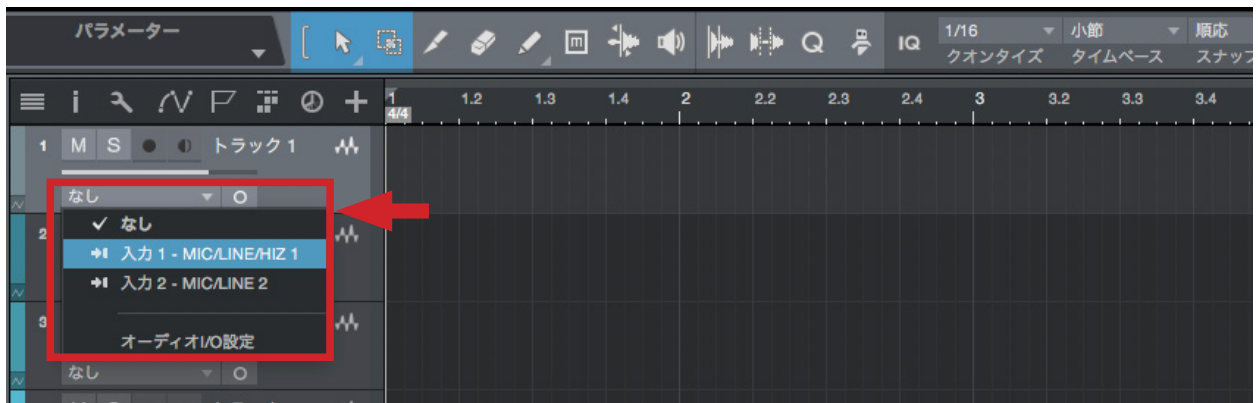 パラメーター
IQ
1/16 小節 順応
クオンタイズ タイムベース スナップ
1 1.2 1.3 1.4 2 2.2 2.3 2.4 3 3.2 3.3 3.4
4/4
1 M S トラック 1
なし
なし
2
入力 1 - MIC/LINE/HIZ 1
入力 2 - MIC/LINE 2
3
オーディオI/O設定
なし